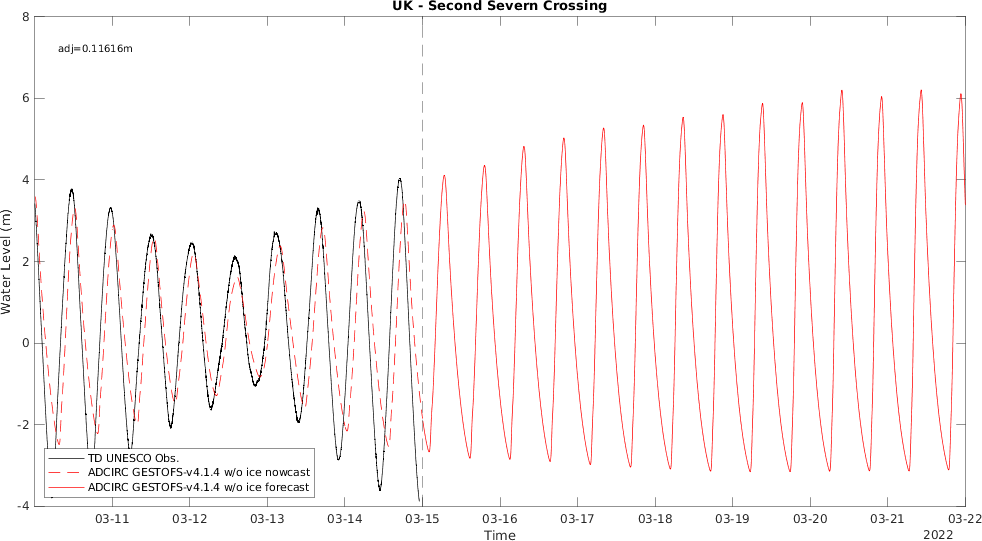 UK - Second Severn Crossing
8
adj=0.11616m
6
4
2
0
-2
-4
Water Level (m)
TD UNESCO Obs.
ADCIRC GESTOFS-v4.1.4 w/o ice nowcast
ADCIRC GESTOFS-v4.1.4 w/o ice forecast
03-11 03-12 03-13 03-14 03-15 03-16 03-17 03-18 03-19 03-20 03-21 03-22
Time
2022